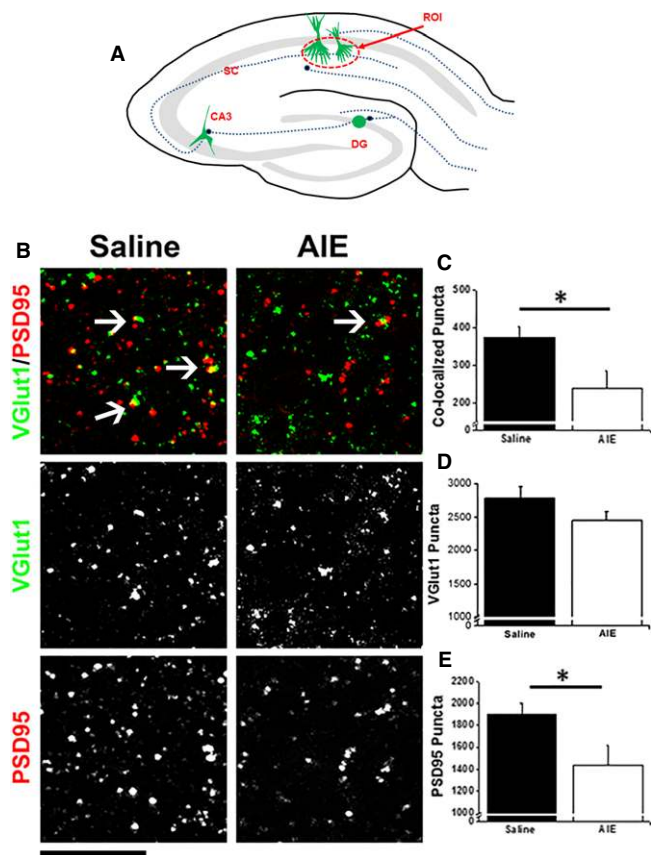 A
ROI
SC
CA3
DG
B
Saline
AIE
VGlut1/PSD95
VGlut1
PSD95
C
Co-localized Puncta
500
400
300
200
0
*
Saline
AIE
D
VGlut1 Puncta
3000
2500
2000
1500
1000
0
Saline
AIE
E
PSD95 Puncta
2200
2000
1800
1600
1400
1200
1000
0
*
Saline
AIE